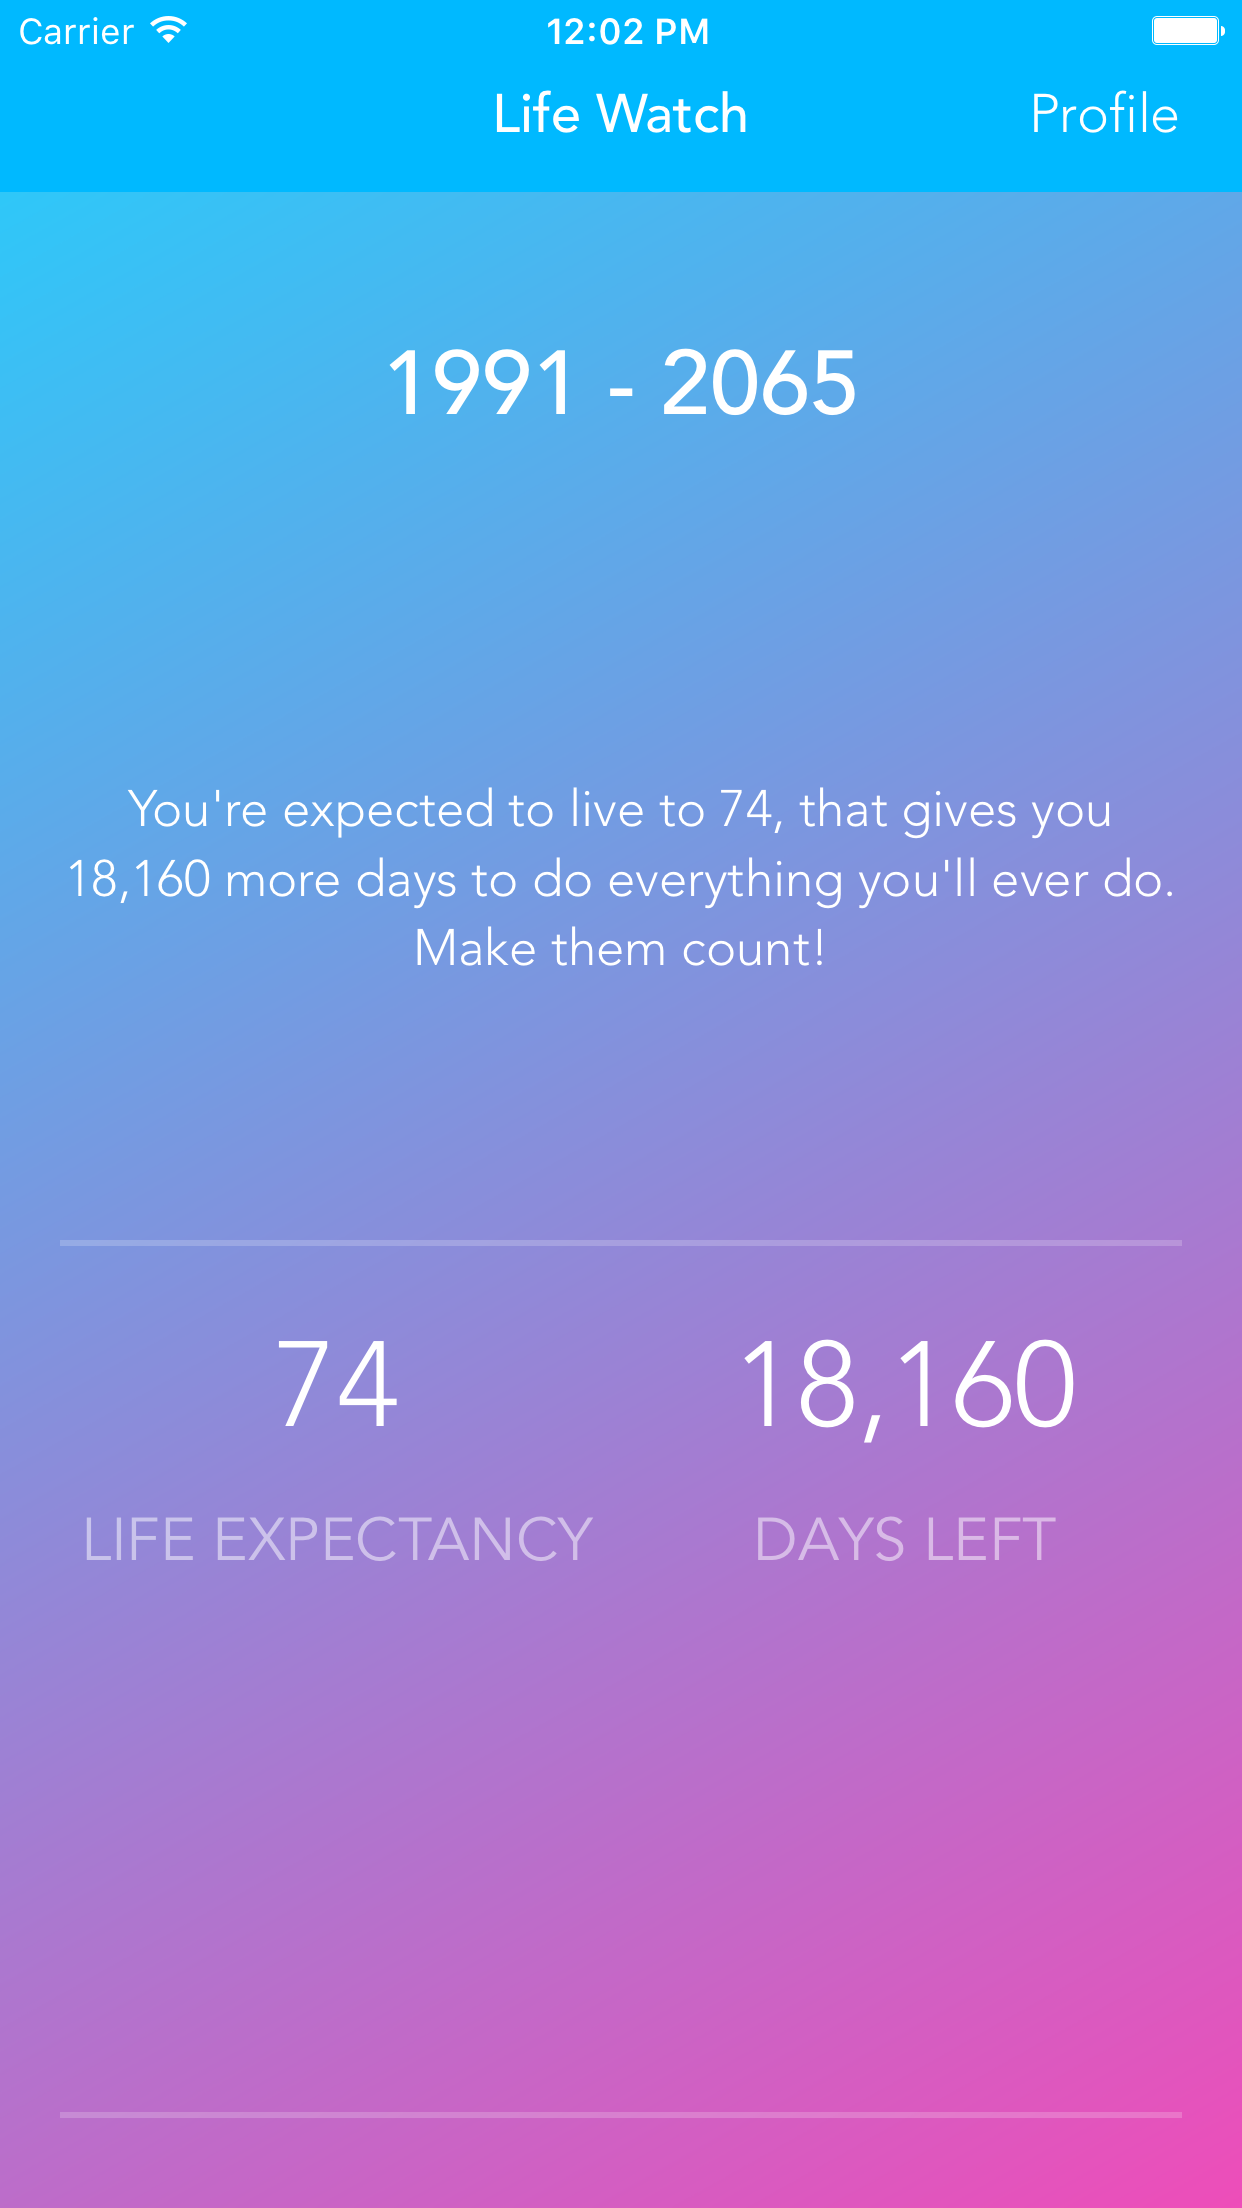 Carrier 12:02 PM
Life Watch Profile
1991 - 2065
You're expected to live to 74, that gives you
18,160 more days to do everything you'll ever do.
Make them count!
74 18,160
LIFE EXPECTANCY DAYS LEFT